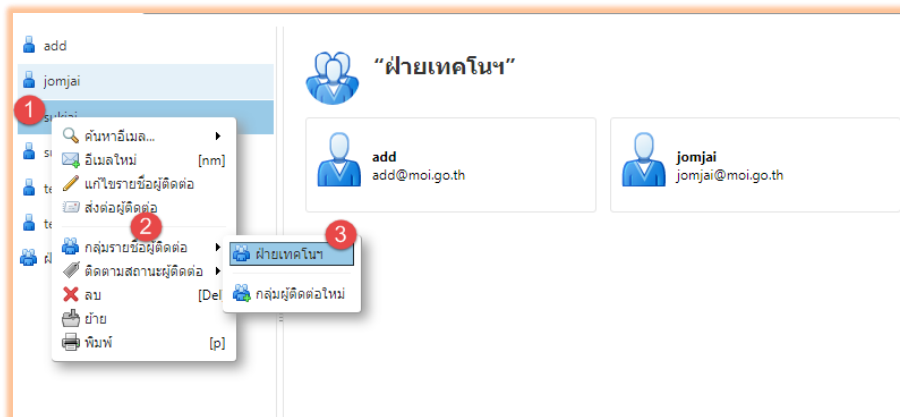 add
jomjai
1
sukjai
ค้นหาอีเมล...
อีเมลใหม่ [nm]
แก้ไขรายชื่อผู้ติดต่อ
ส่งต่อผู้ติดต่อ
2
กลุ่มรายชื่อผู้ติดต่อ
ติดตามสถานะผู้ติดต่อ
ลบ [Del
ย้าย
พิมพ์ [p]
3
ฝ่ายเทคโนฯ
กลุ่มผู้ติดต่อใหม่
“ฝ่ายเทคโนฯ”
add
add@moi.go.th
jomjai
jomjai@moi.go.th